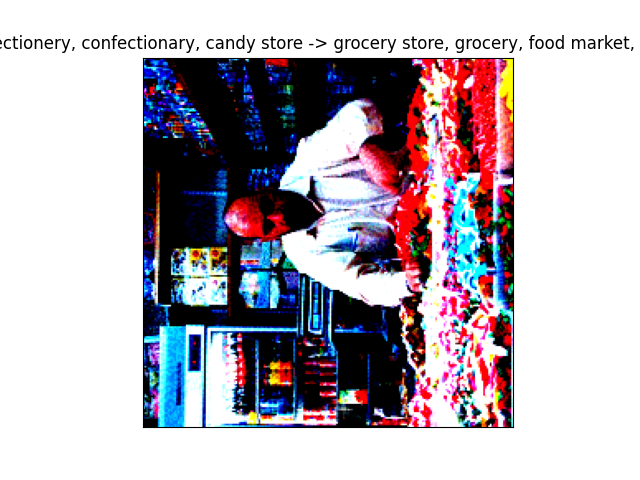 ectionery, confectionary, candy store -> grocery store, grocery, food market,